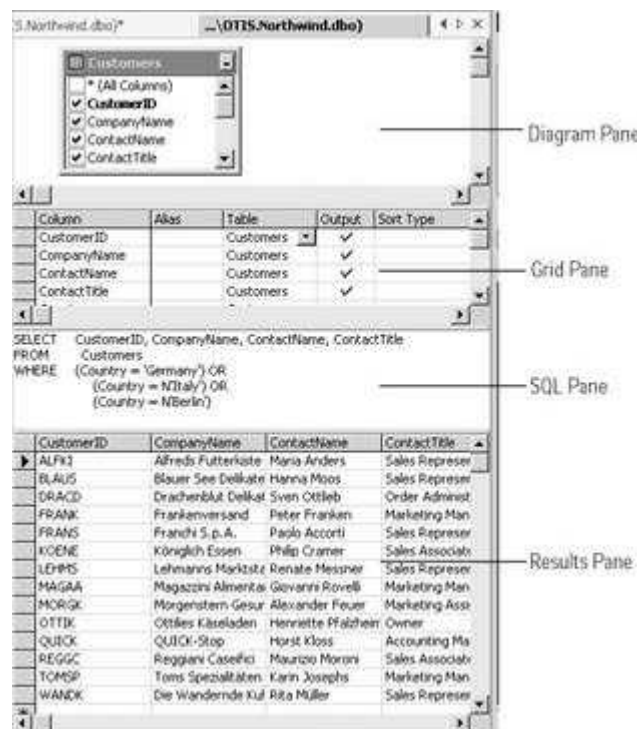 S.Northwind.dbo)* ...\OTIS.Northwind.dbo)
Customers
* (All Columns)
CustomerID
CompanyName
ContactName
ContactTitle
Diagram Pane
Column Alias Table Output Sort Type
CustomerID Customers
CompanyName Customers
ContactName Customers
ContactTitle Customers
Grid Pane
SELECT CustomerID, CompanyName, ContactName, ContactTitle
FROM Customers
WHERE (Country = 'Germany') OR
(Country = N'Italy') OR
(Country = N'Berlin')
SQL Pane
CustomerID CompanyName ContactName ContactTitle
ALFKI Alfreds Futterkiste Maria Anders Sales Represer
BLAUS Blauer See Delikate Hanna Moos Sales Represer
DRACD Drachenblut Delikat Sven Ottlieb Order Administ
FRANK Frankenversand Peter Franken Marketing Man
FRANS Franchi S.p.A. Paolo Accorti Sales Represer
KOENE Königlich Essen Philip Cramer Sales Associate
LEHMS Lehmanns Marktsta Renate Messner Sales Represer
MAGAA Magazzini Alimentar Giovanni Rovelli Marketing Man
MORGK Morgenstern Gesur Alexander Feuer Marketing Assi
OTTIK Ottilies Käseladen Henriette Pfalzheim Owner
QUICK QUICK-Stop Horst Kloss Accounting Ma
REGGC Reggiani Caseifici Maurizio Moroni Sales Associate
TOMSP Toms Spezialitäten Karin Josephs Marketing Man
WANDK Die Wandernde Kuh Rita Müller Sales Represer
Results Pane